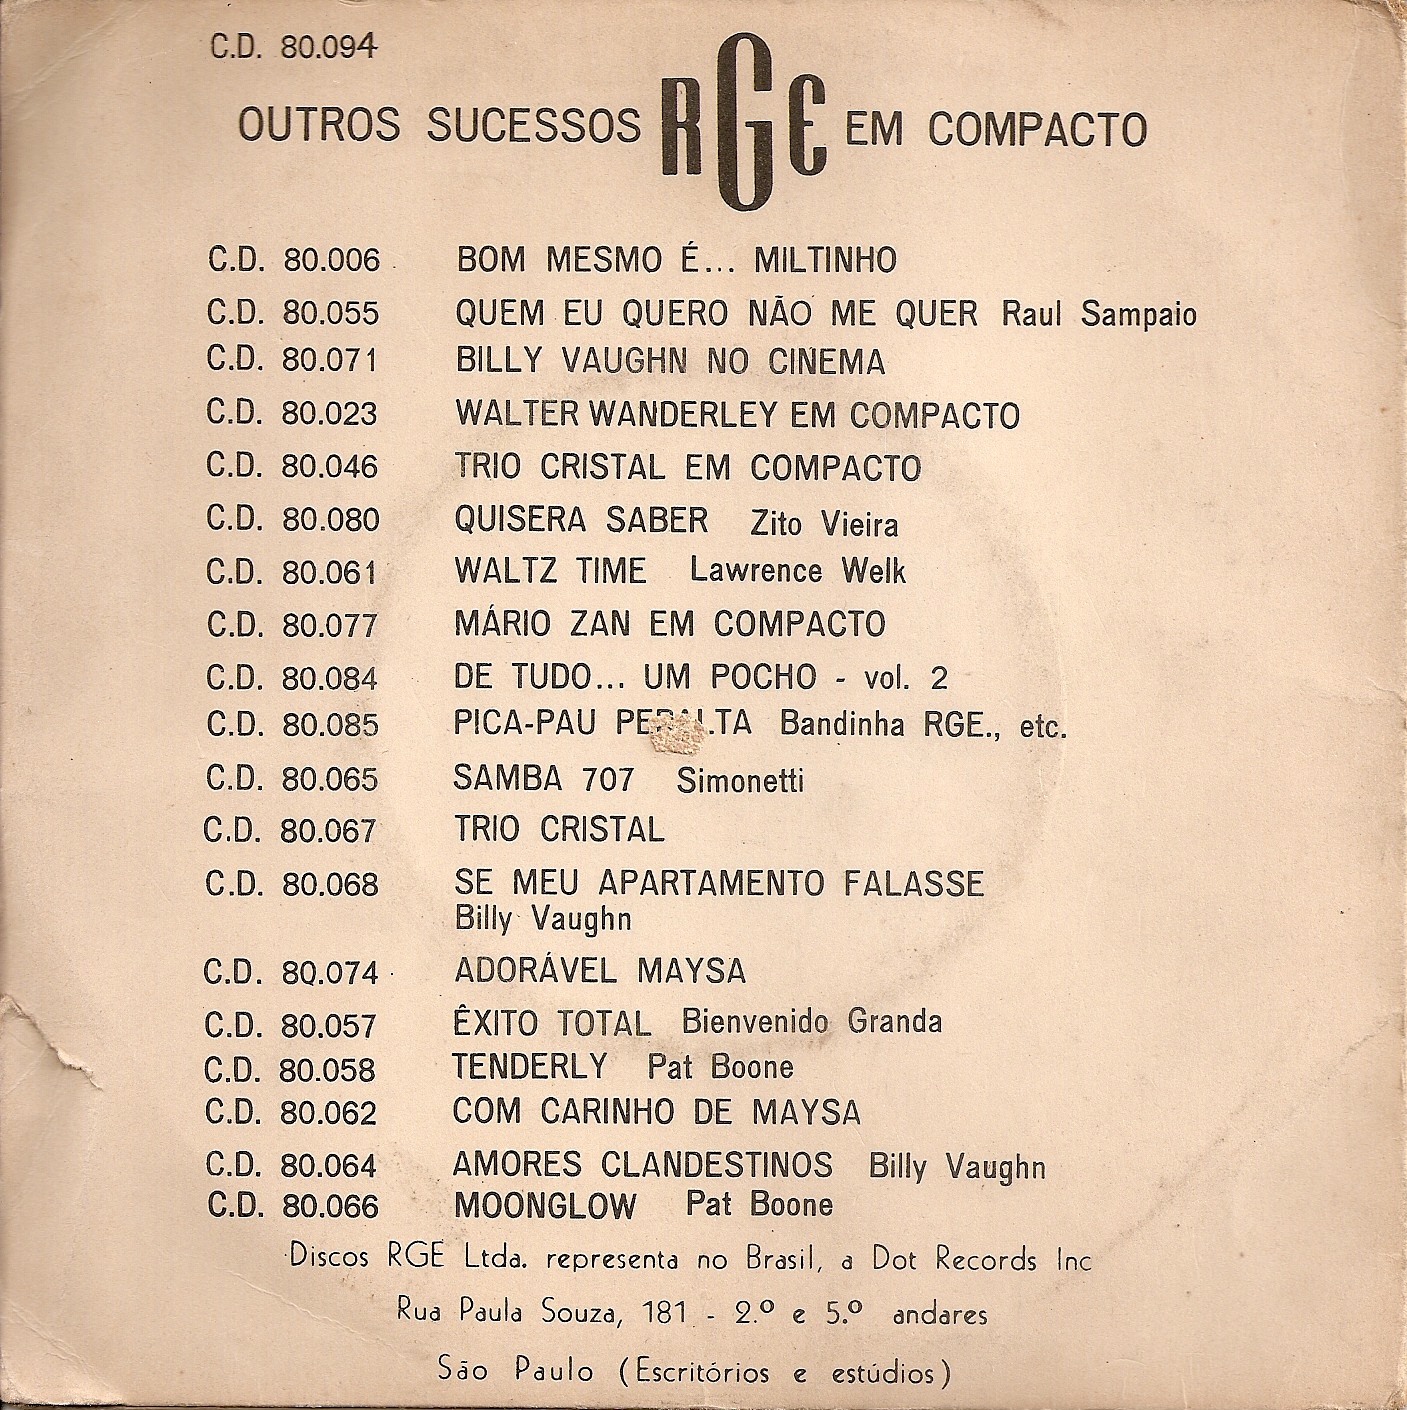 C.D. 80.094
OUTROS SUCESSOS RGE EM COMPACTO
C.D. 80.006 BOM MESMO É... MILTINHO
C.D. 80.055 QUEM EU QUERO NÃO ME QUER Raul Sampaio
C.D. 80.071 BILLY VAUGHN NO CINEMA
C.D. 80.023 WALTER WANDERLEY EM COMPACTO
C.D. 80.046 TRIO CRISTAL EM COMPACTO
C.D. 80.080 QUISERA SABER Zito Vieira
C.D. 80.061 WALTZ TIME Lawrence Welk
C.D. 80.077 MÁRIO ZAN EM COMPACTO
C.D. 80.084 DE TUDO... UM POCHO - vol. 2
C.D. 80.085 PICA-PAU PERALTA Bandinha RGE., etc.
C.D. 80.065 SAMBA 707 Simonetti
C.D. 80.067 TRIO CRISTAL
C.D. 80.068 SE MEU APARTAMENTO FALASSE
Billy Vaughn
C.D. 80.074 ADORÁVEL MAYSA
C.D. 80.057 ÊXITO TOTAL Bienvenido Granda
C.D. 80.058 TENDERLY Pat Boone
C.D. 80.062 COM CARINHO DE MAYSA
C.D. 80.064 AMORES CLANDESTINOS Billy Vaughn
C.D. 80.066 MOONGLOW Pat Boone
Discos RGE Ltda. representa no Brasil, a Dot Records Inc
Rua Paula Souza, 181 - 2.º e 5.º andares
São Paulo (Escritórios e estúdios)